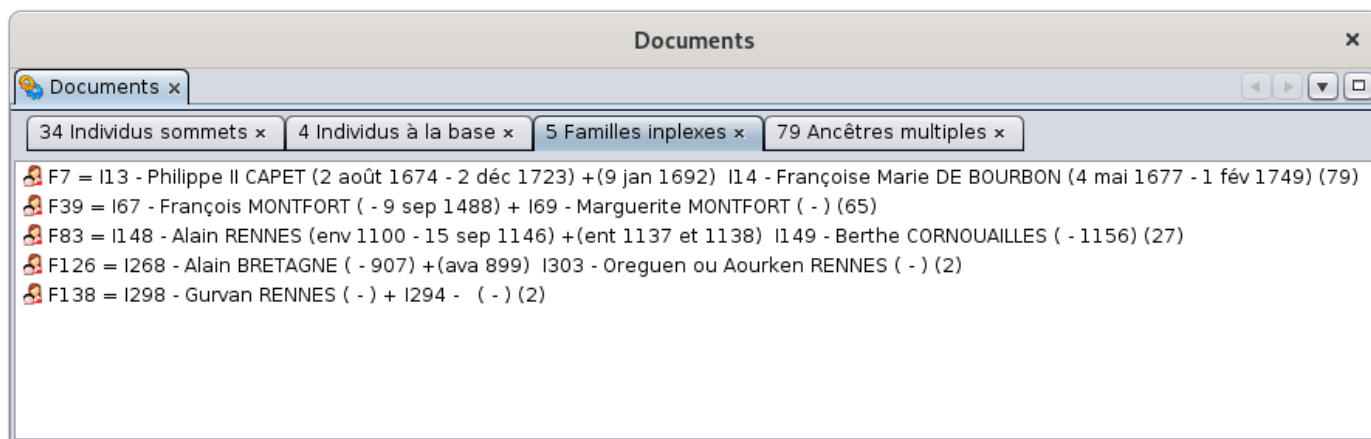 Documents
Documents
34 Individus sommets
4 Individus à la base
5 Familles inplexes
79 Ancêtres multiples
F7 = I13 - Philippe II CAPET (2 août 1674 - 2 déc 1723) +(9 jan 1692)  I14 - Françoise Marie DE BOURBON (4 mai 1677 - 1 fév 1749) (79)
F39 = I67 - François MONTFORT ( - 9 sep 1488) + I69 - Marguerite MONTFORT ( - ) (65)
F83 = I148 - Alain RENNES (env 1100 - 15 sep 1146) +(ent 1137 et 1138)  I149 - Berthe CORNOUAILLES ( - 1156) (27)
F126 = I268 - Alain BRETAGNE ( - 907) +(ava 899)  I303 - Oreguen ou Aourken RENNES ( - ) (2)
F138 = I298 - Gurvan RENNES ( - ) + I294 -   ( - ) (2)